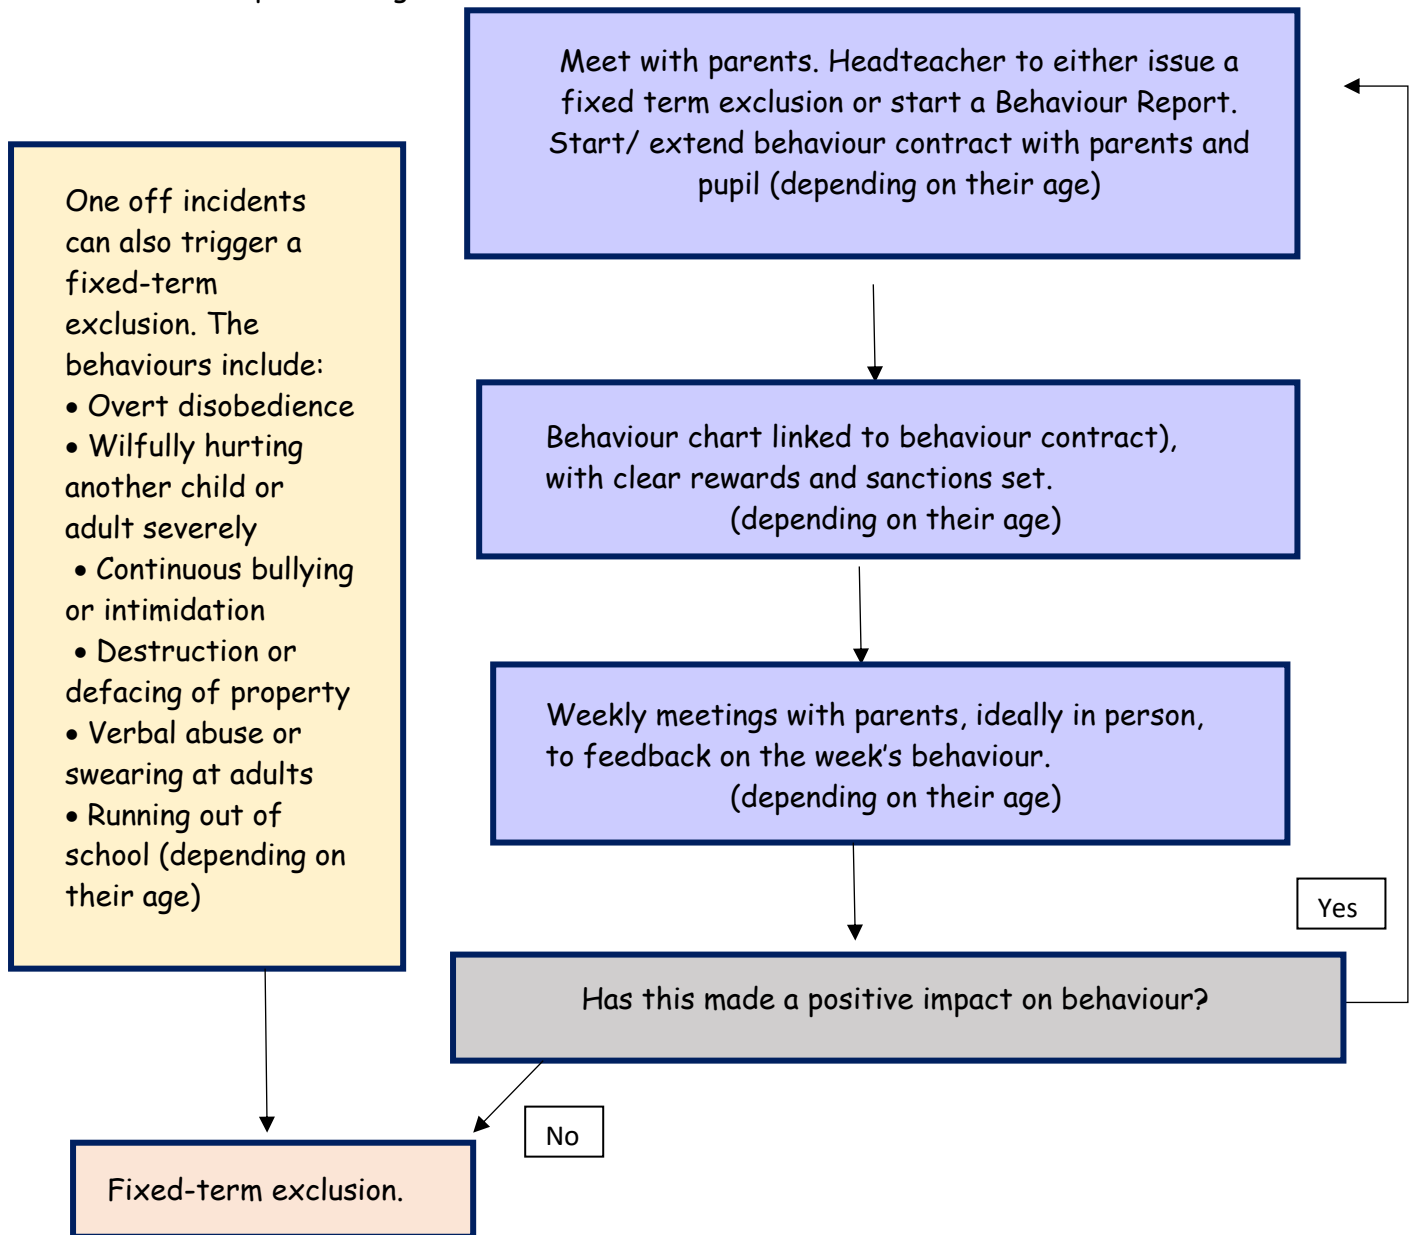 Meet with parents. Headteacher to either issue a
fixed term exclusion or start a Behaviour Report.
Start/ extend behaviour contract with parents and
pupil (depending on their age)
One off incidents
can also trigger a
fixed-term
exclusion. The
behaviours include:
• Overt disobedience
• Wilfully hurting
another child or
adult severely
• Continuous bullying
or intimidation
• Destruction or
defacing of property
• Verbal abuse or
swearing at adults
• Running out of
school (depending on
their age)
Behaviour chart linked to behaviour contract),
with clear rewards and sanctions set.
(depending on their age)
Weekly meetings with parents, ideally in person,
to feedback on the week's behaviour.
(depending on their age)
Yes
Has this made a positive impact on behaviour?
No
Fixed-term exclusion.